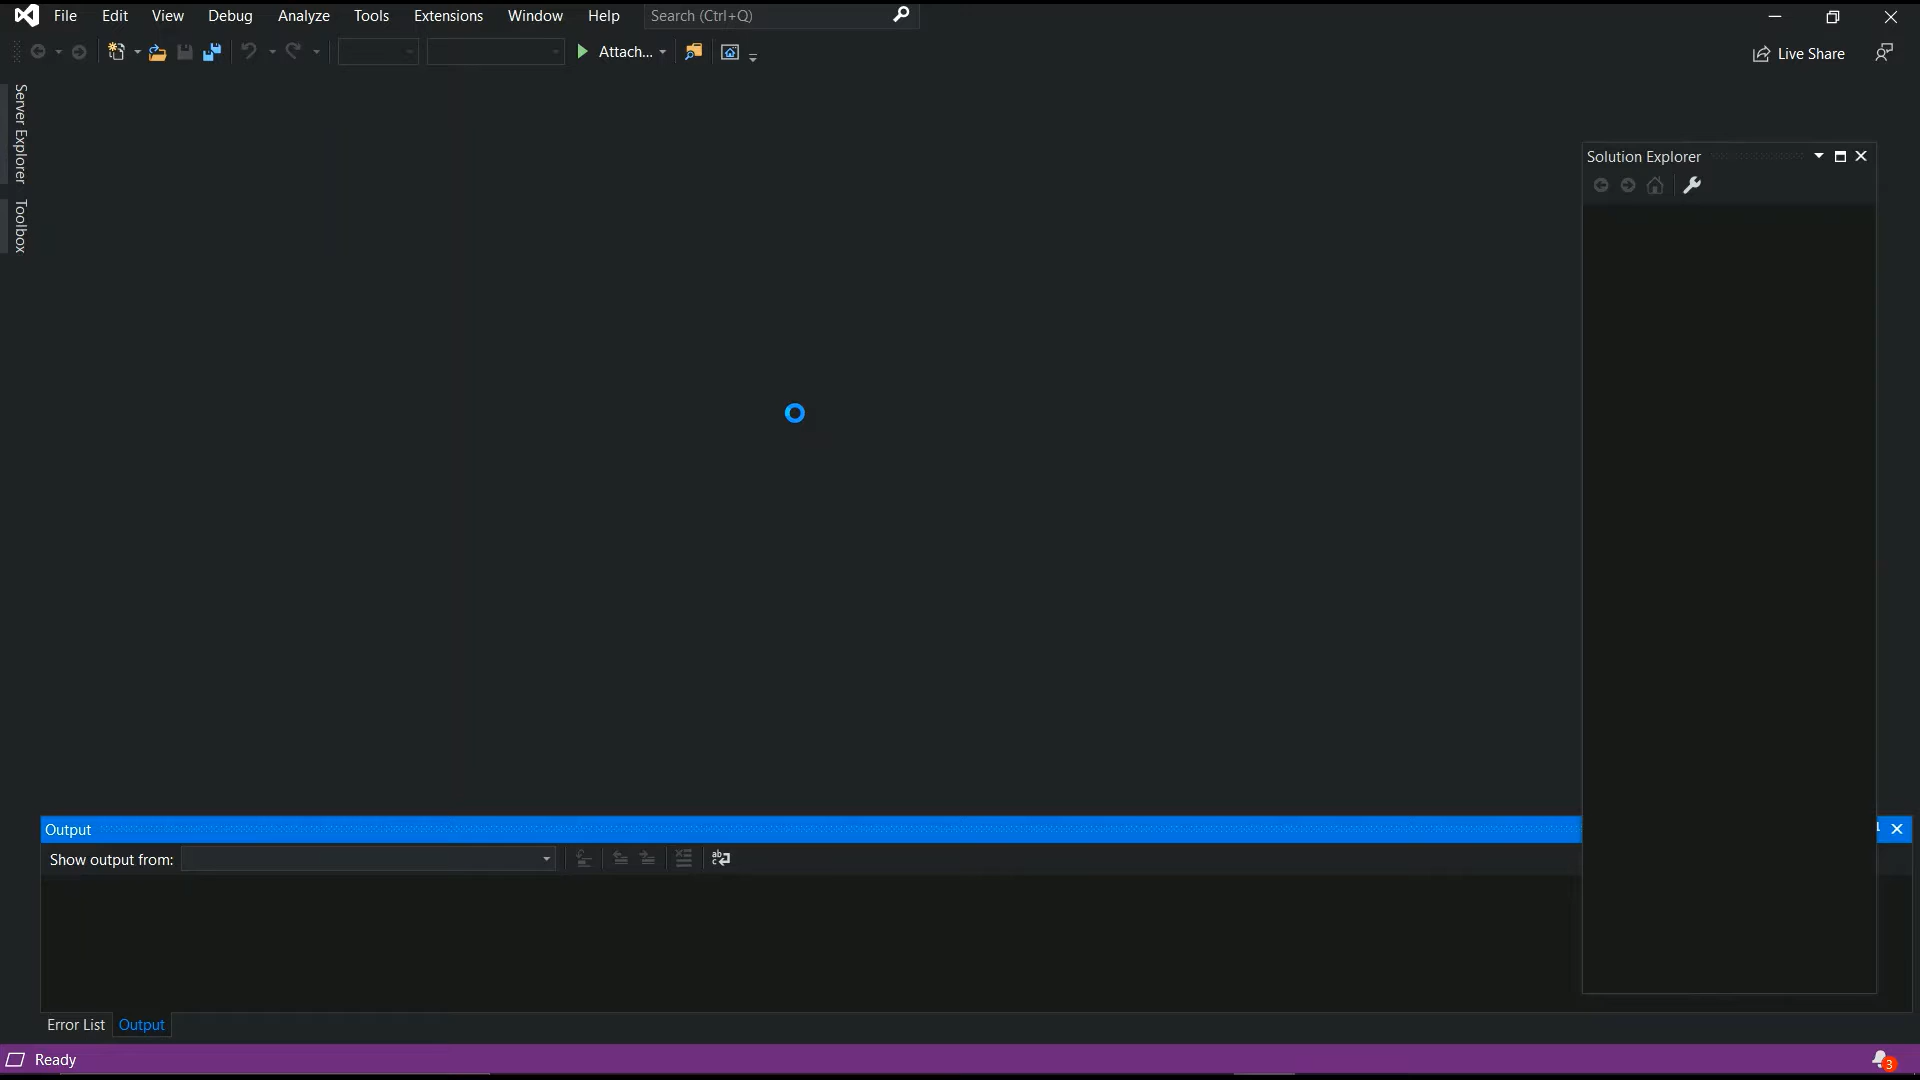 File Edit View Debug Analyze Tools Extensions Window Help Search (Ctrl+Q)
Attach...
Live Share
Server Explorer
Toolbox
Solution Explorer
Output
Show output from:
Error List Output
Ready
3